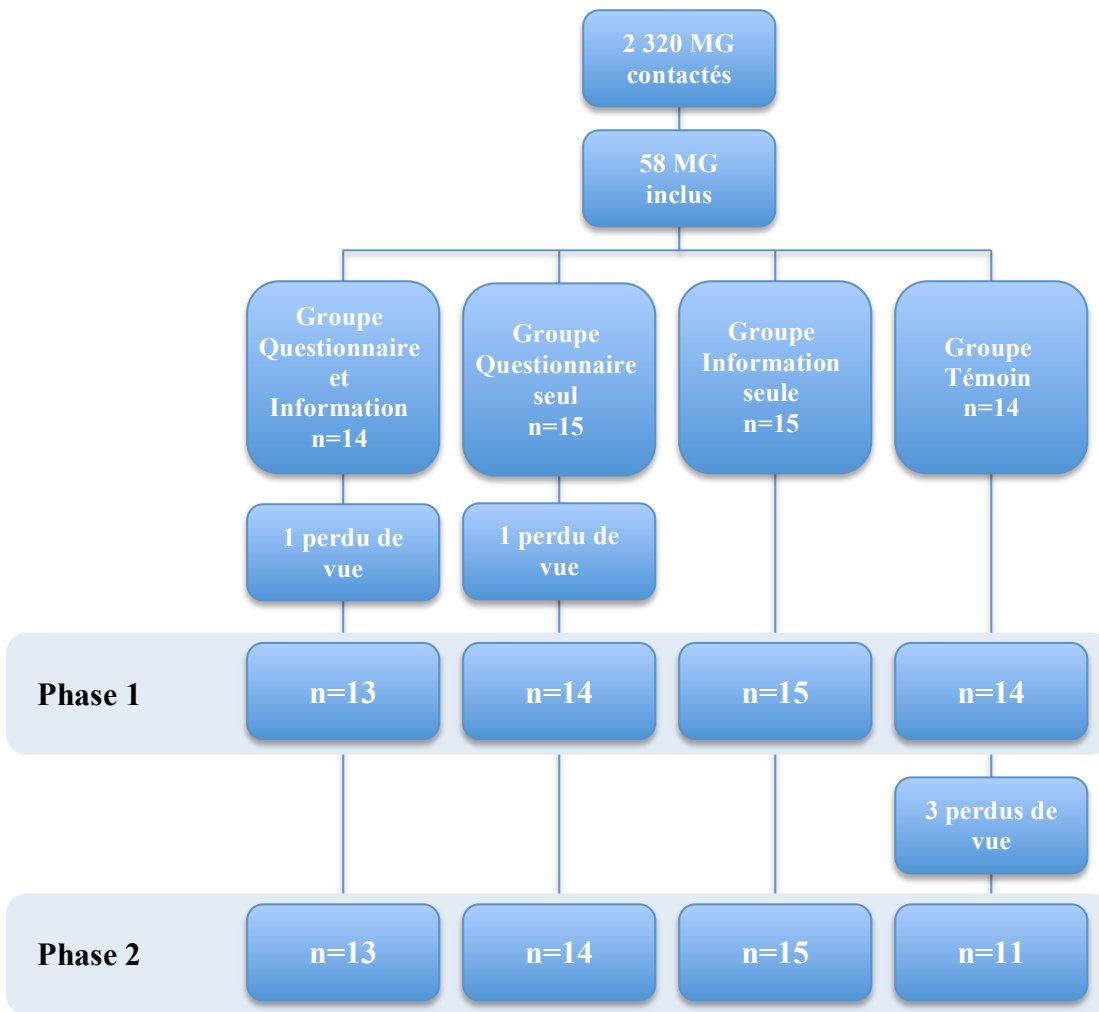 2 320 MG
contactés
58 MG
inclus
Groupe
Questionnaire
et
Information
n=14
Groupe
Questionnaire
seul
n=15
Groupe
Information
seule
n=15
Groupe
Témoin
n=14
1 perdu de
vue
1 perdu de
vue
Phase 1
n=13
n=14
n=15
n=14
3 perdus de
vue
Phase 2
n=13
n=14
n=15
n=11